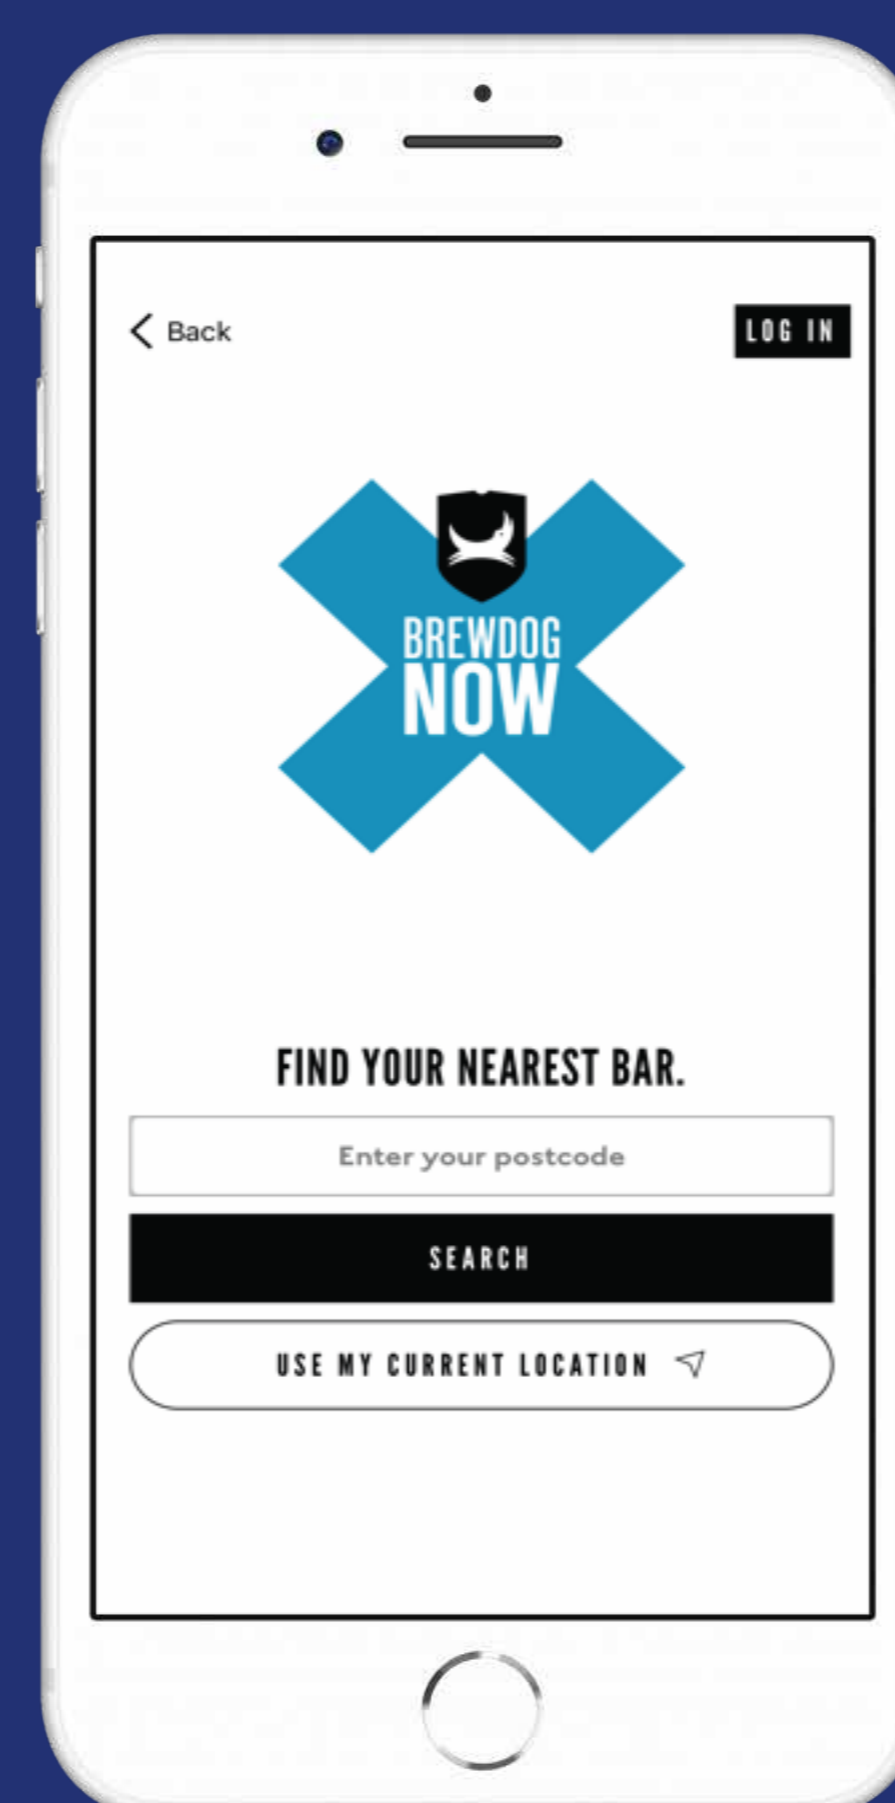 Back
LOG IN
BREWDOG
NOW
FIND YOUR NEAREST BAR.
Enter your postcode
SEARCH
USE MY CURRENT LOCATION